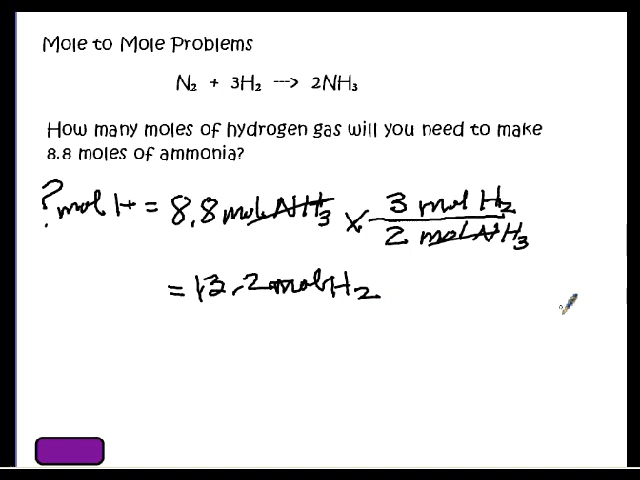 Mole to Mole Problems
N₂ + 3H₂ ---> 2NH₃
How many moles of hydrogen gas will you need to make
8.8 moles of ammonia?
? mol H = 8.8 mol NH₃ x 3 mol H₂
2 mol NH₃
= 13.2 mol H₂